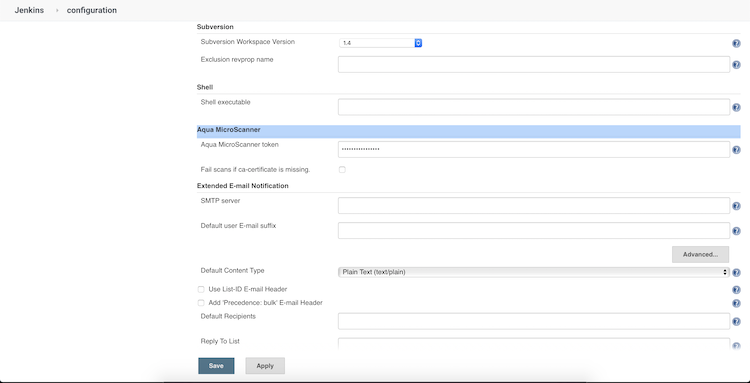 Jenkins › configuration
Subversion
Subversion Workspace Version 1.4
Exclusion revprop name
Shell
Shell executable
Aqua MicroScanner
Aqua MicroScanner token ••••••••••••••••
Fail scans if ca-certificate is missing.
Extended E-mail Notification
SMTP server
Default user E-mail suffix
Advanced...
Default Content Type Plain Text (text/plain)
Use List-ID E-mail Header
Add 'Precedence: bulk' E-mail Header
Default Recipients
Reply To List
Save Apply